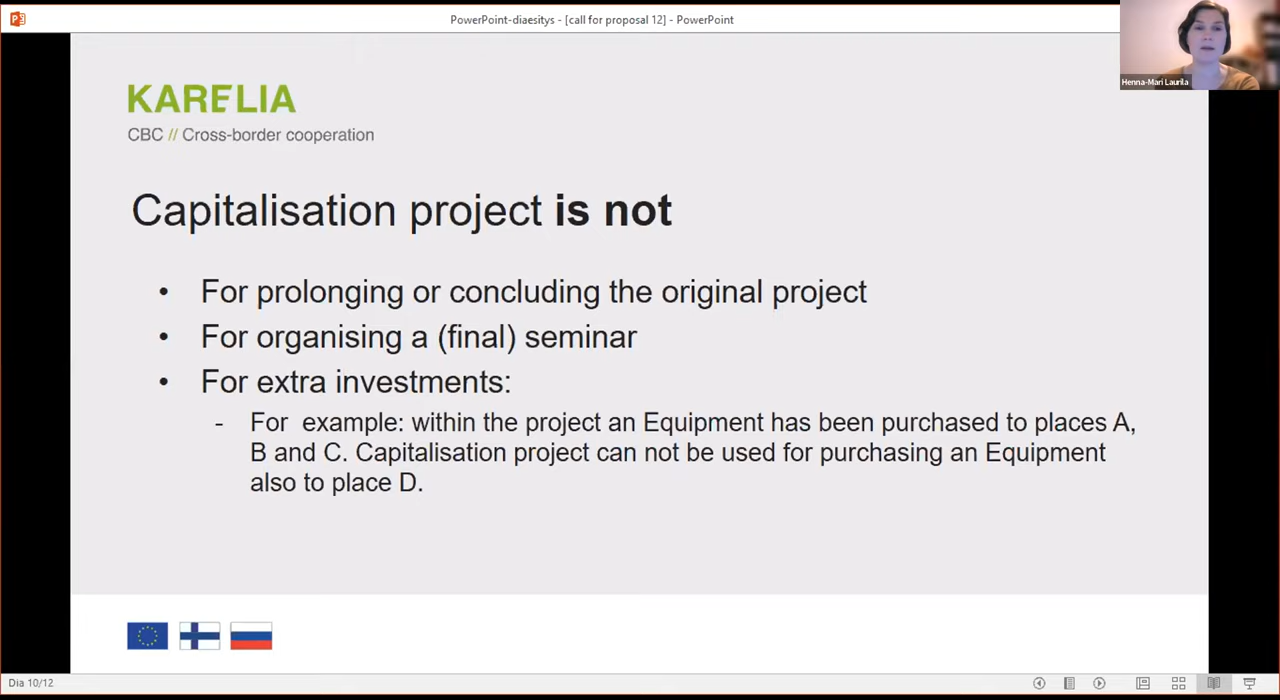 PowerPoint-diaesitys - [call for proposal 12] - PowerPoint
Henna-Mari Laurila
KARELIA
CBC // Cross-border cooperation
Capitalisation project is not
• For prolonging or concluding the original project
• For organising a (final) seminar
• For extra investments:
- For example: within the project an Equipment has been purchased to places A,
B and C. Capitalisation project can not be used for purchasing an Equipment
also to place D.
Dia 10/12